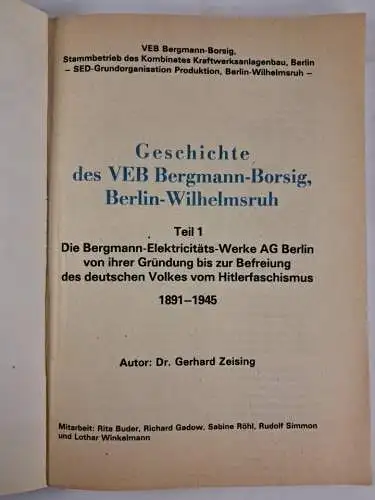 VEB Bergmann-Borsig,
Stammbetrieb des Kombinates Kraftwerksanlagenbau, Berlin
– SED-Grundorganisation Produktion, Berlin-Wilhelmsruh –
Geschichte
des VEB Bergmann-Borsig,
Berlin-Wilhelmsruh
Teil 1
Die Bergmann-Elektricitäts-Werke AG Berlin
von ihrer Gründung bis zur Befreiung
des deutschen Volkes vom Hitlerfaschismus
1891–1945
Autor: Dr. Gerhard Zeising
Mitarbeit: Rita Buder, Richard Gadow, Sabine Röhl, Rudolf Simmon
und Lothar Winkelmann